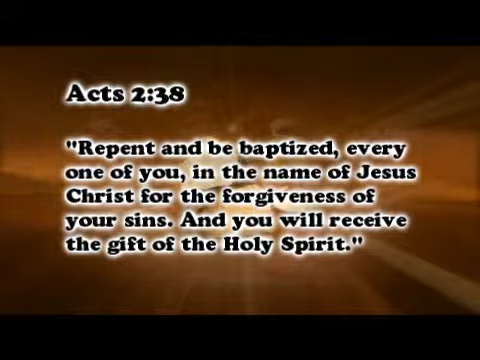 Acts 2:38
"Repent and be baptized, every
one of you, in the name of Jesus
Christ for the forgiveness of
your sins. And you will receive
the gift of the Holy Spirit."